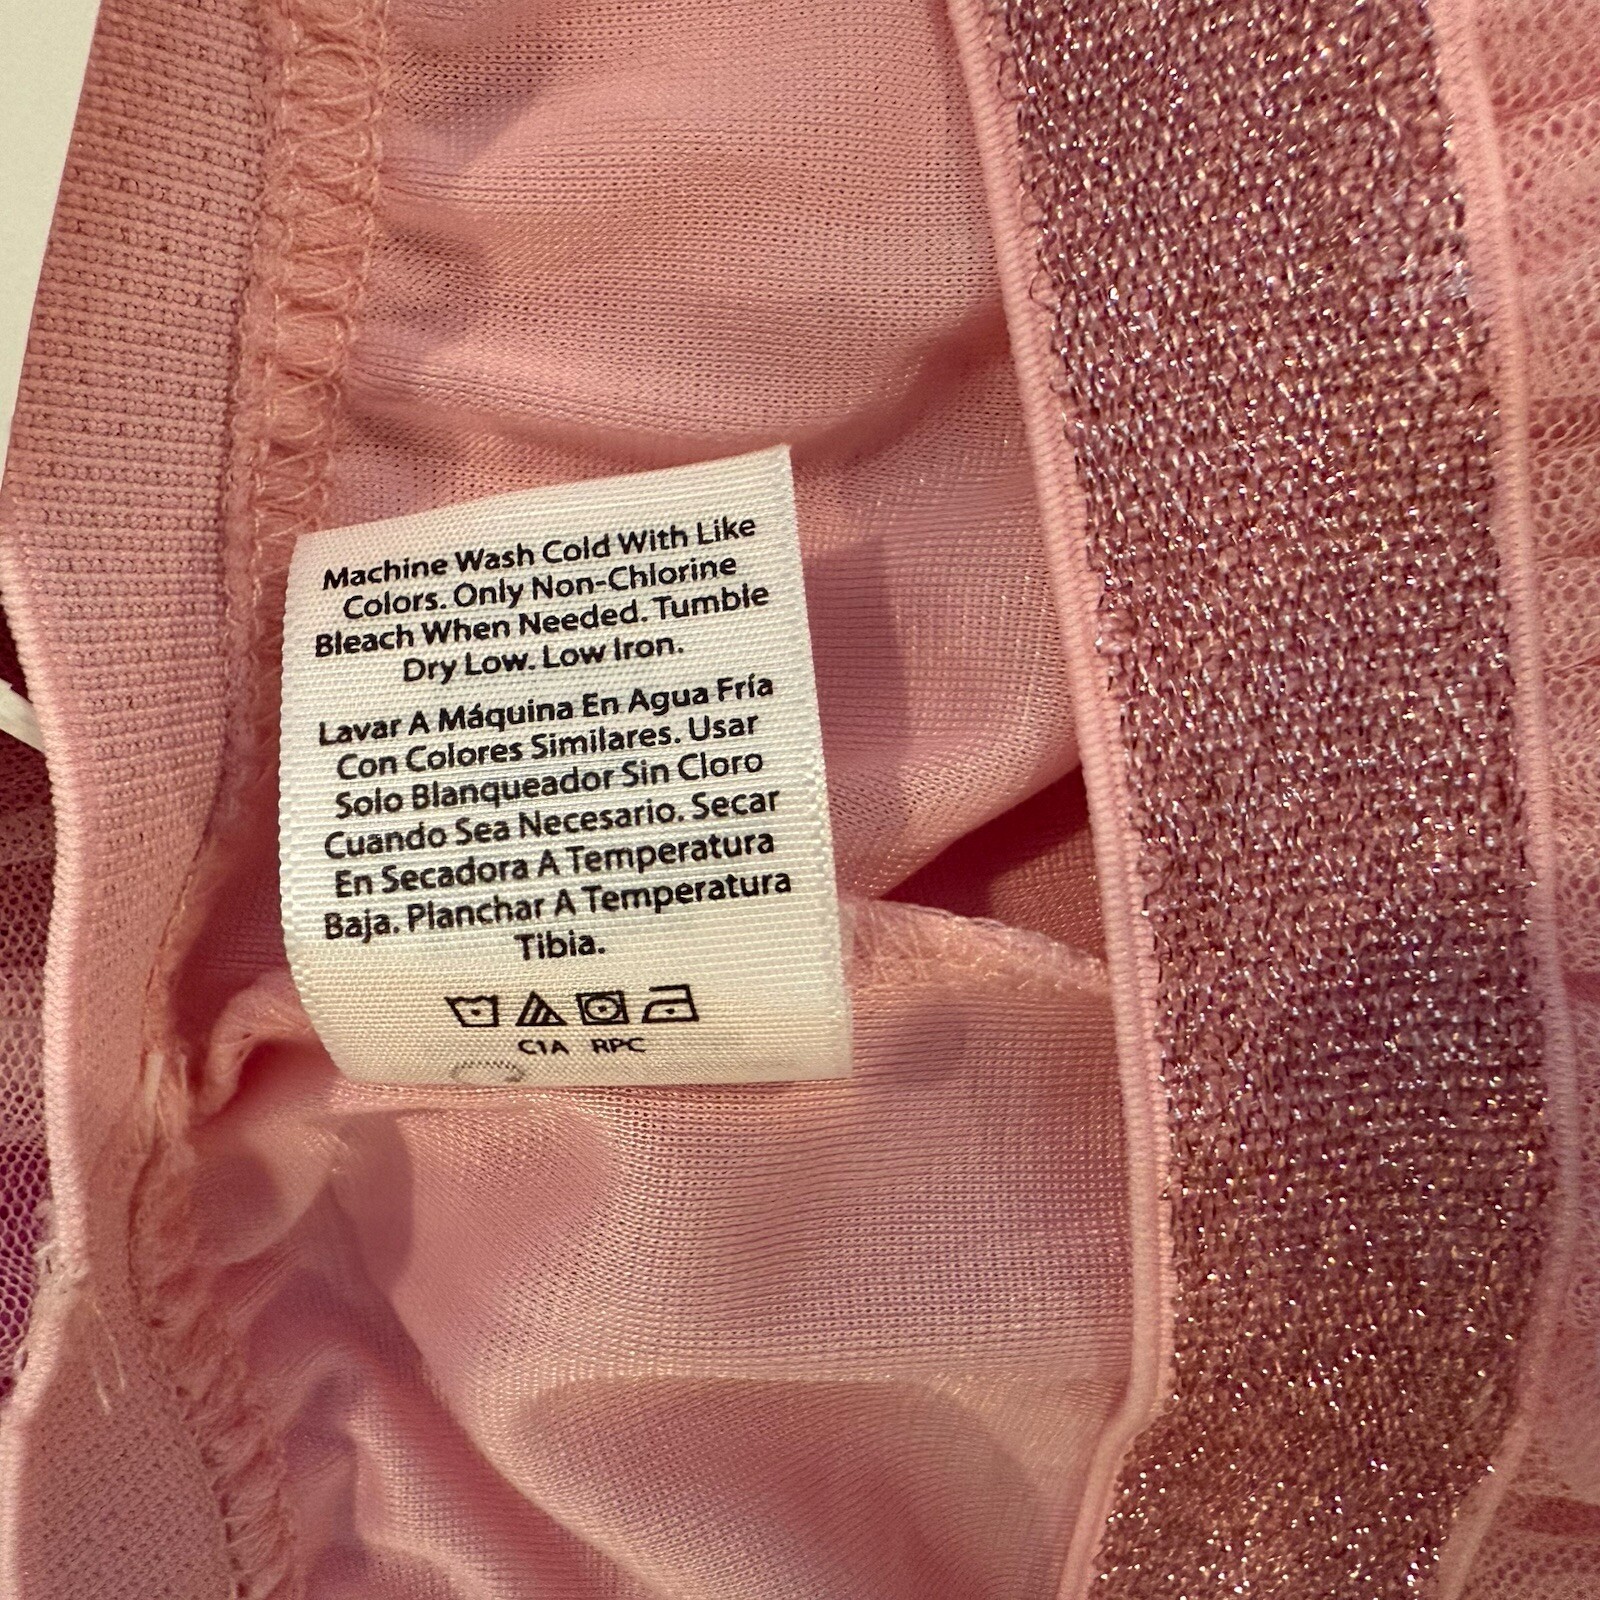 Machine Wash Cold With Like
Colors. Only Non-Chlorine
Bleach When Needed. Tumble
Dry Low. Low Iron.
Lavar A Máquina En Agua Fría
Con Colores Similares. Usar
Solo Blanqueador Sin Cloro
Cuando Sea Necesario. Secar
En Secadora A Temperatura
Baja. Planchar A Temperatura
Tibia.
C1A RPC